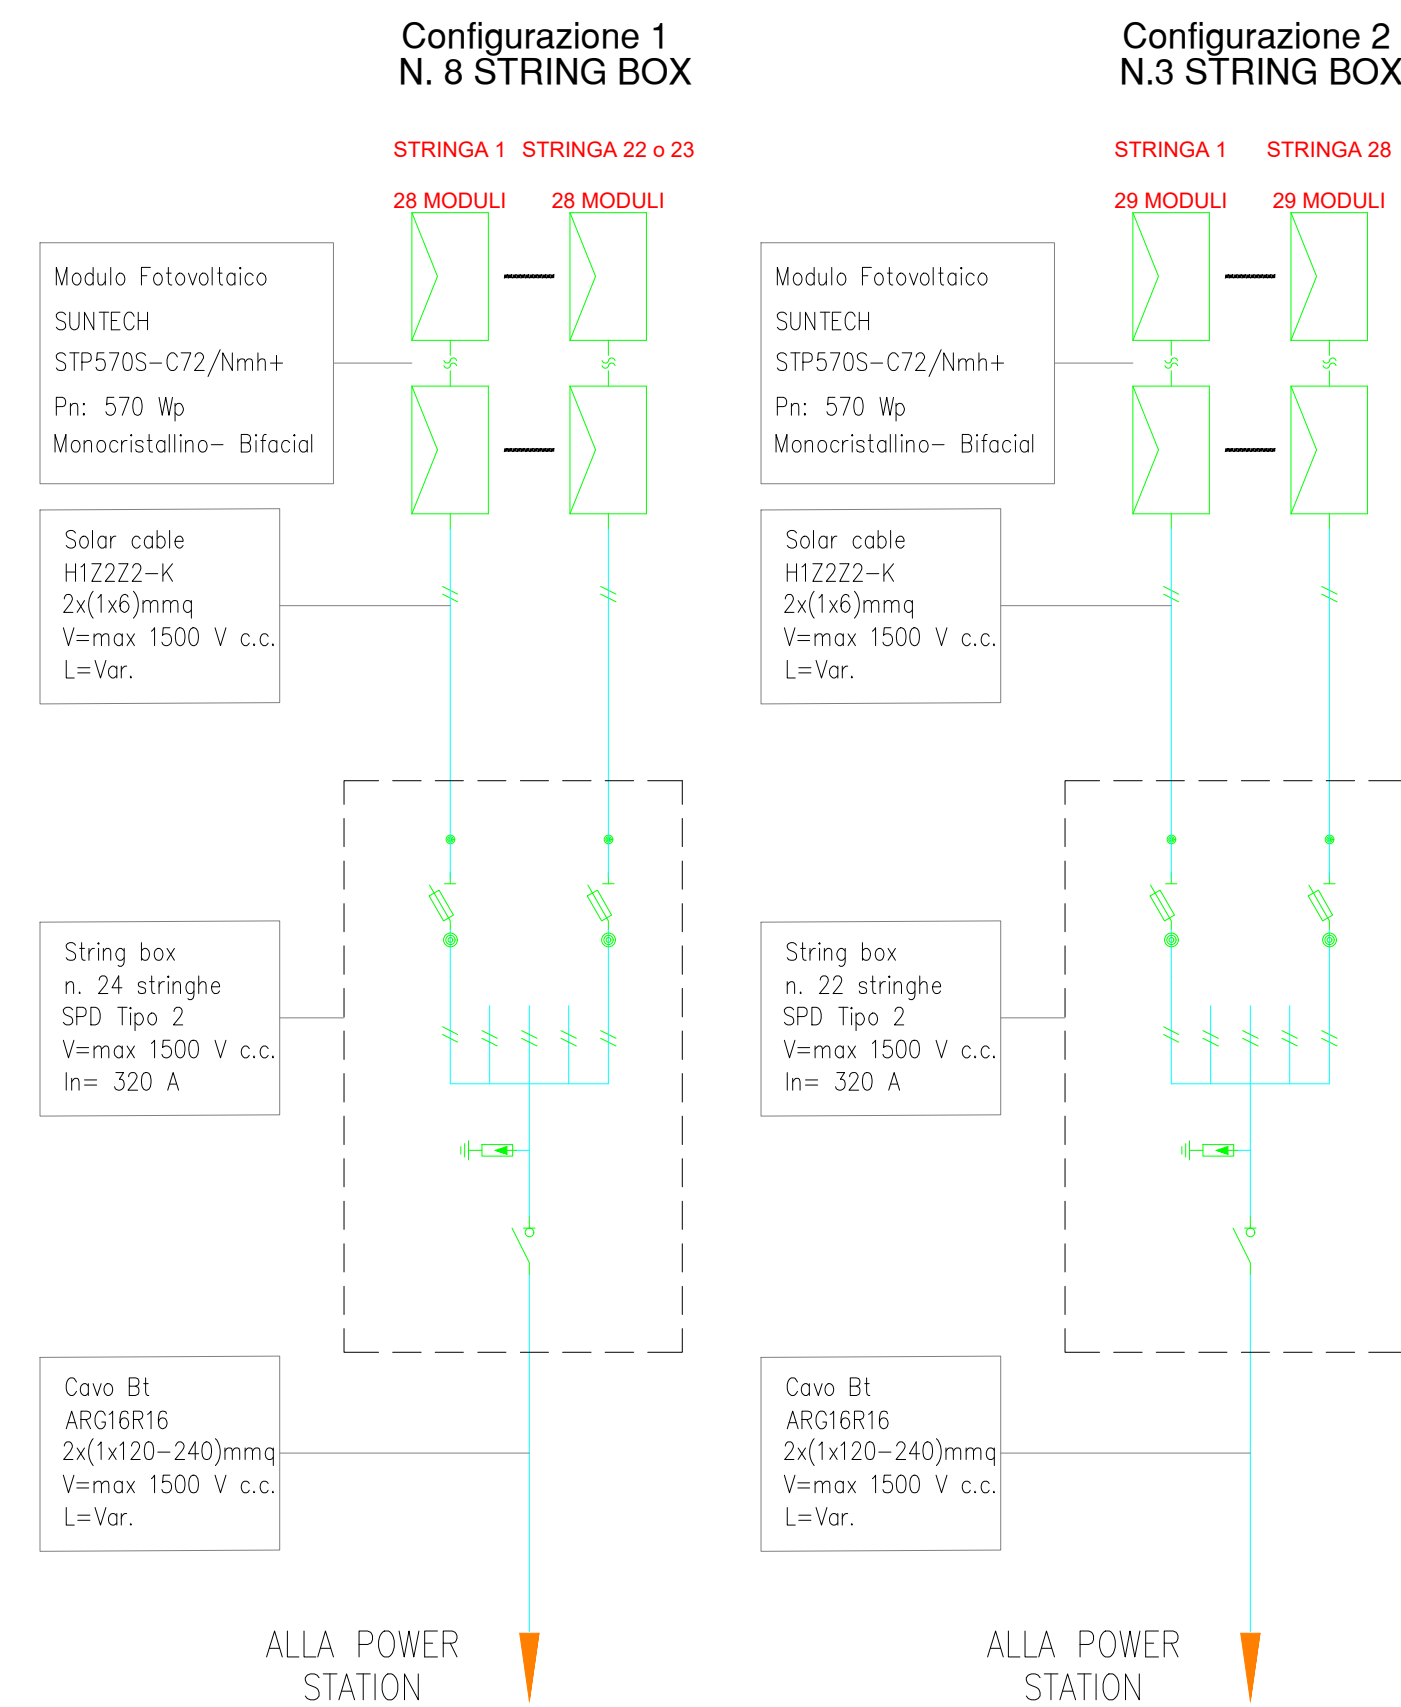 Configurazione 1
N. 8 STRING BOX
STRINGA 1 STRINGA 22 o 23
28 MODULI 28 MODULI
Modulo Fotovoltaico
SUNTECH
STP570S-C72/Nmh+
Pn: 570 Wp
Monocristallino- Bifacial
Solar cable
H1Z2Z2-K
2x(1x6)mmq
V=max 1500 V c.c.
L=Var.
String box
n. 24 stringhe
SPD Tipo 2
V=max 1500 V c.c.
In= 320 A
Cavo Bt
ARG16R16
2x(1x120-240)mmq
V=max 1500 V c.c.
L=Var.
ALLA POWER
STATION
Configurazione 2
N.3 STRING BOX
STRINGA 1 STRINGA 28
29 MODULI 29 MODULI
Modulo Fotovoltaico
SUNTECH
STP570S-C72/Nmh+
Pn: 570 Wp
Monocristallino- Bifacial
Solar cable
H1Z2Z2-K
2x(1x6)mmq
V=max 1500 V c.c.
L=Var.
String box
n. 22 stringhe
SPD Tipo 2
V=max 1500 V c.c.
In= 320 A
Cavo Bt
ARG16R16
2x(1x120-240)mmq
V=max 1500 V c.c.
L=Var.
ALLA POWER
STATION